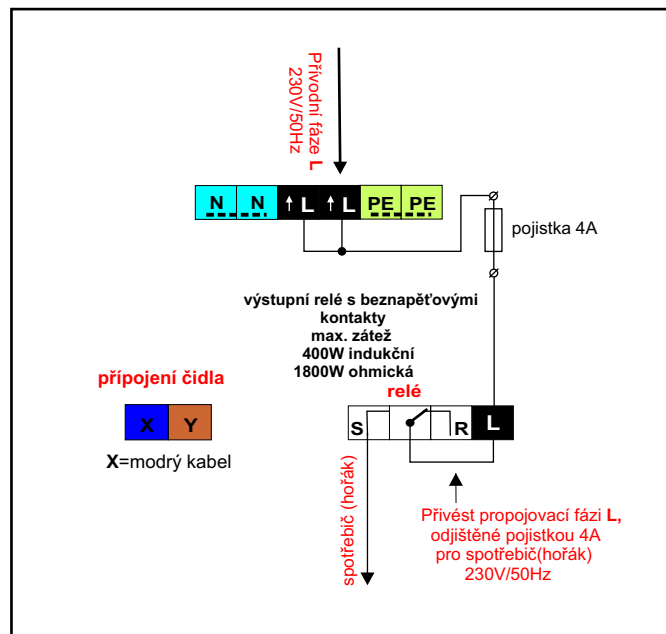 Přívodní fáze L
230V/50Hz
N N ↑ L ↑ L PE PE
pojistka 4A
výstupní relé s beznapěťovými
kontakty
max. zátež
400W indukční
1800W ohmická
relé
přípojení čidla
X Y
X=modrý kabel
S R L
spotřebič (hořák)
Přivést propojovací fázi L,
odjištěné pojistkou 4A
pro spotřebič(hořák)
230V/50Hz